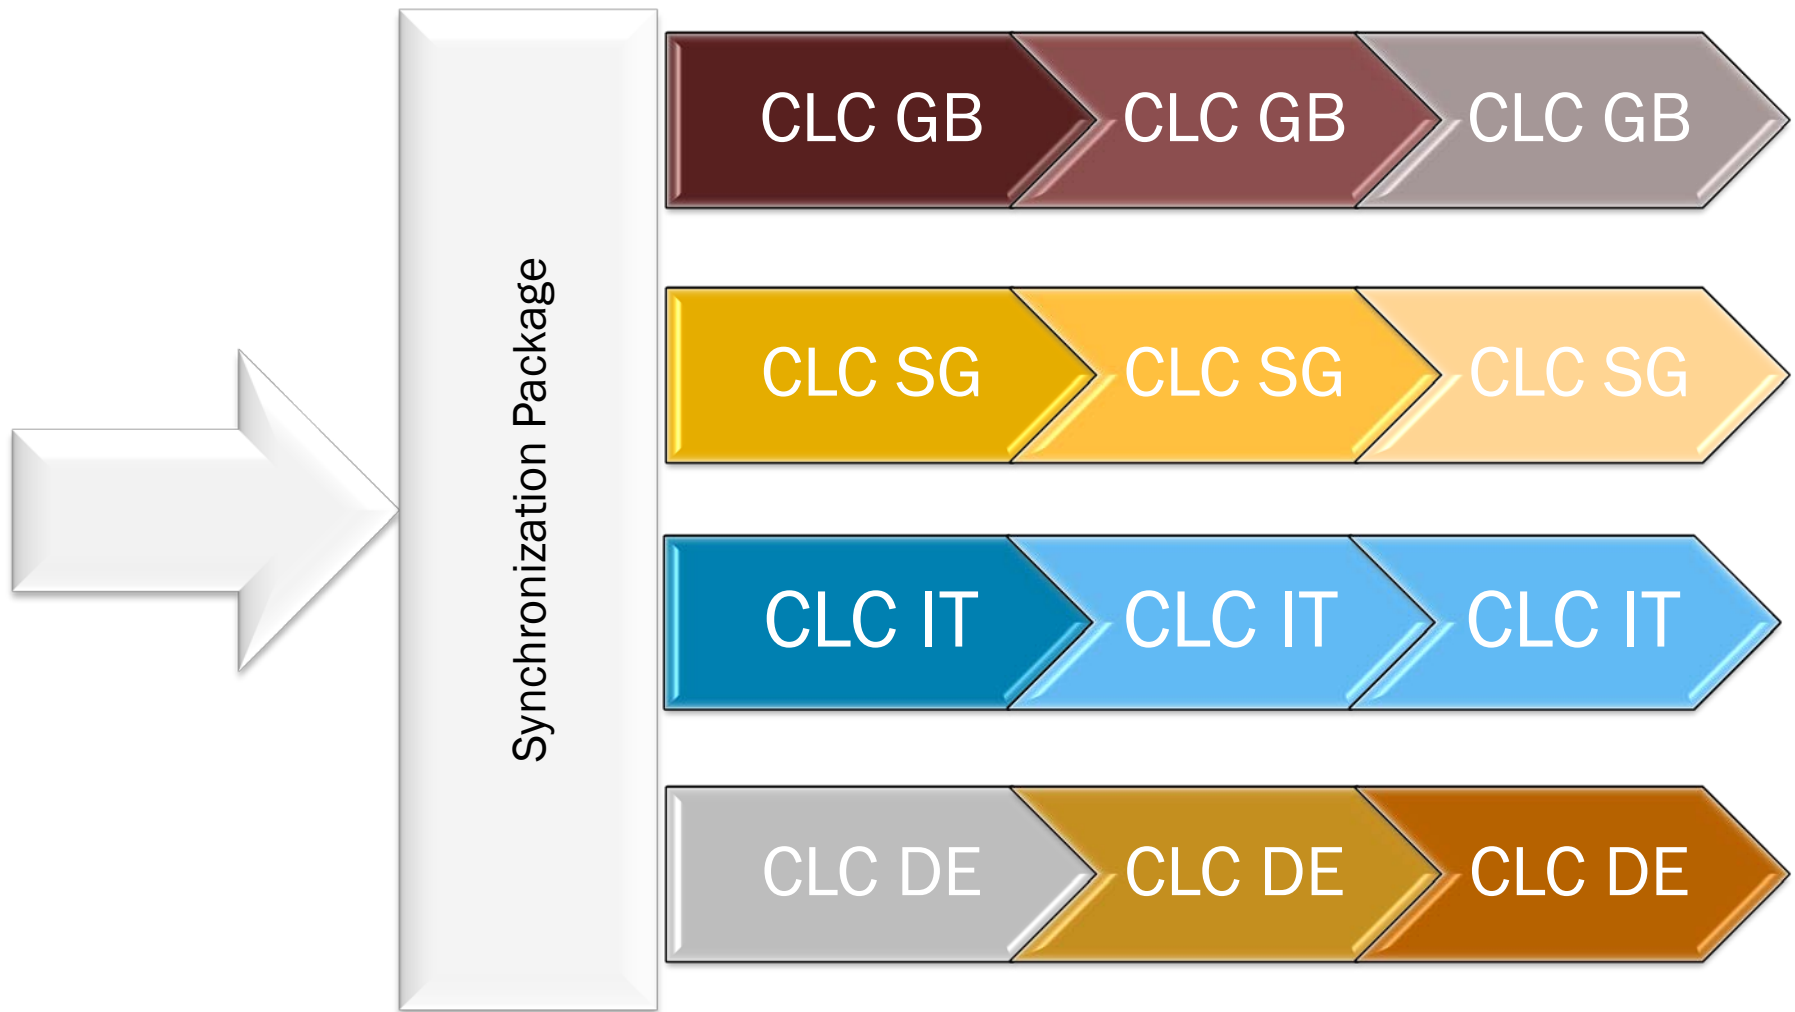 Synchronization Package
CLC GB CLC GB CLC GB
CLC SG CLC SG CLC SG
CLC IT CLC IT CLC IT
CLC DE CLC DE CLC DE